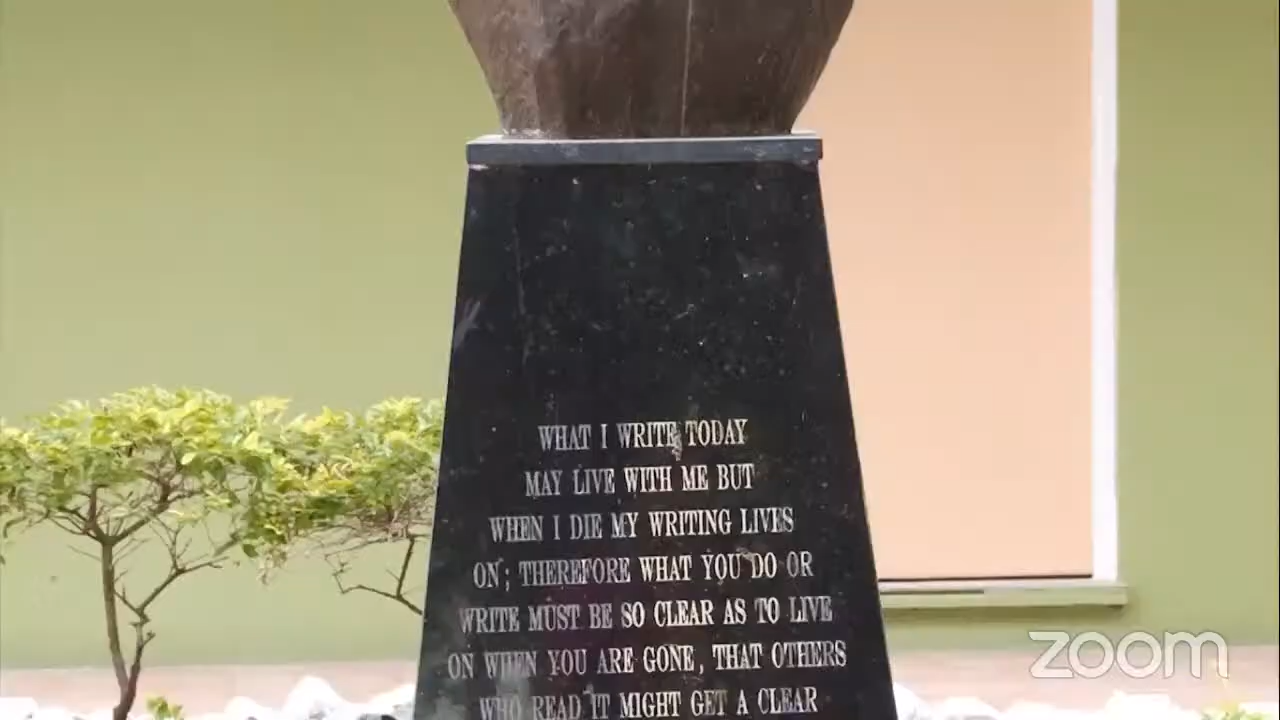 WHAT I WRITE TODAY
MAY LIVE WITH ME BUT
WHEN I DIE MY WRITING LIVES
ON; THEREFORE WHAT YOU DO OR
WRITE MUST BE SO CLEAR AS TO LIVE
ON WHEN YOU ARE GONE, THAT OTHERS
WHO READ IT MIGHT GET A CLEAR
zoom